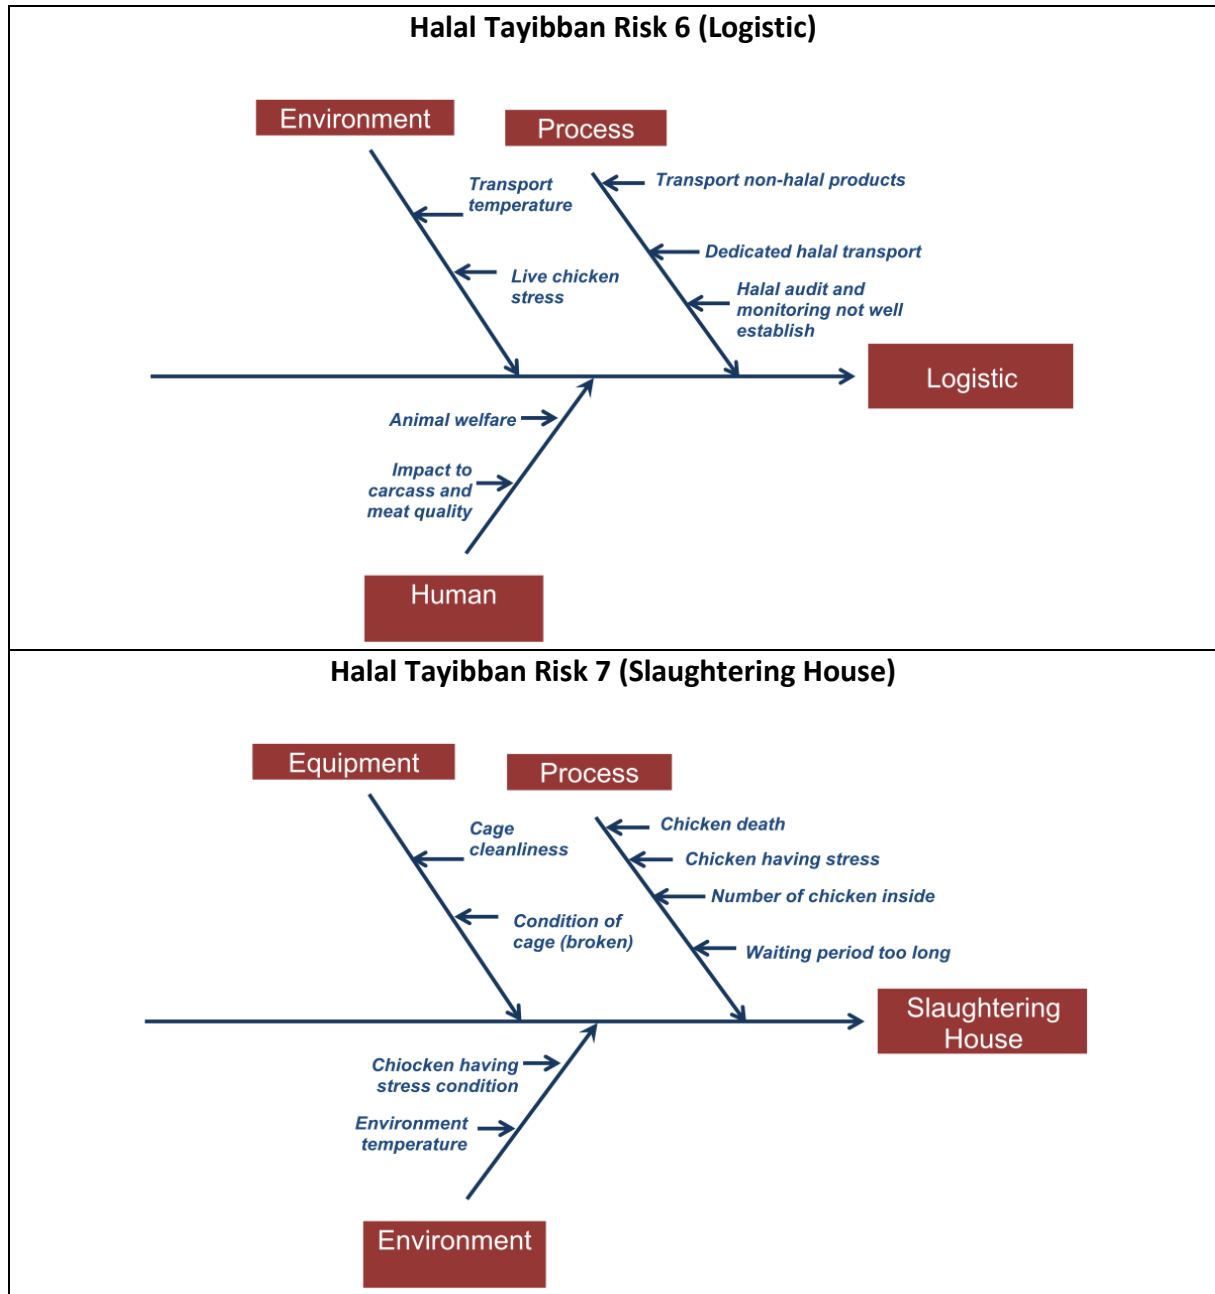 Halal Tayibban Risk 6 (Logistic)
Environment
Process
Transport
temperature
Live chicken
stress
Transport non-halal products
Dedicated halal transport
Halal audit and
monitoring not well
establish
Logistic
Animal welfare
Impact to
carcass and
meat quality
Human
Halal Tayibban Risk 7 (Slaughtering House)
Equipment
Process
Cage
cleanliness
Condition of
cage (broken)
Chicken death
Chicken having stress
Number of chicken inside
Waiting period too long
Slaughtering
House
Chiocken having
stress condition
Environment
temperature
Environment